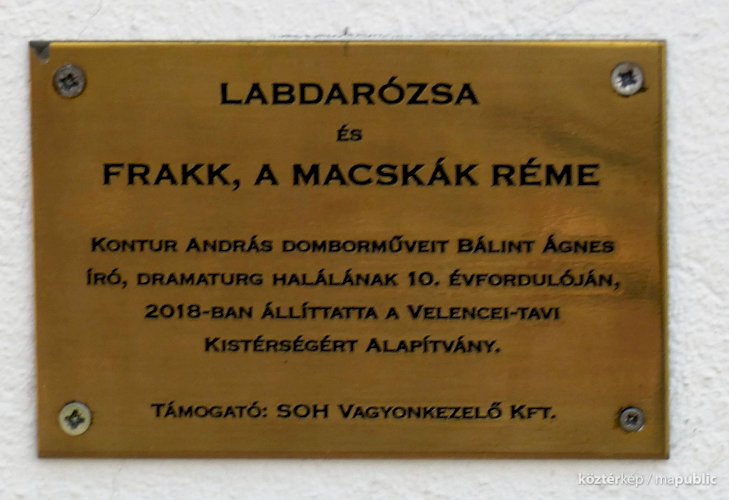 LABDARÓZSA
ÉS
FRAKK, A MACSKÁK RÉME
KONTUR ANDRÁS DOMBORMŰVEIT BÁLINT ÁGNES
ÍRÓ, DRAMATURG HALÁLÁNAK 10. ÉVFORDULÓJÁN,
2018-BAN ÁLLÍTTATTA A VELENCEI-TAVI
KISTÉRSÉGÉRT ALAPÍTVÁNY.
TÁMOGATÓ: SOH VAGYONKEZELŐ KFT.
köztérkép / mapublic